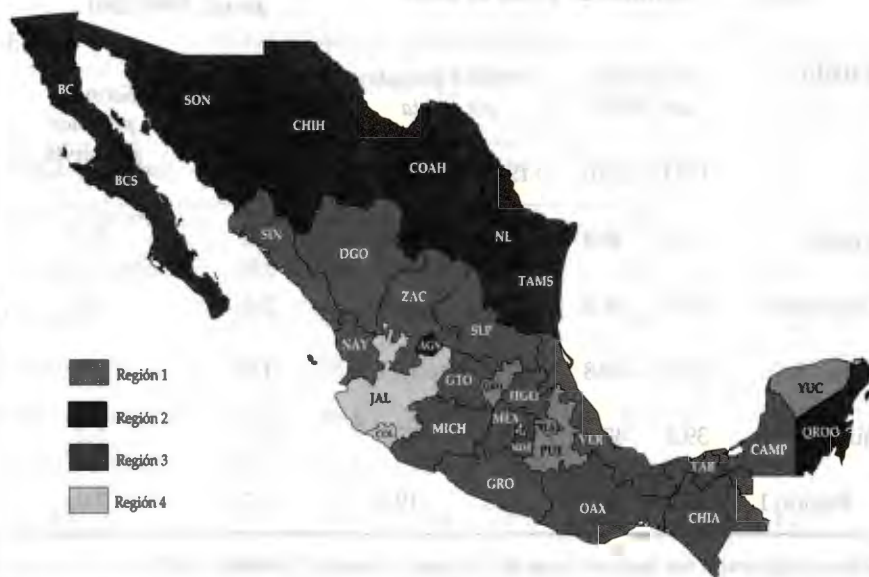 BC
SON
CHIH
COAH
BCS
NL
TAMS
SIN
DGO
ZAC
SLP
NAY
AGS
GTO
HGO
JAL
MEX
COL
MICH
PUE
VER
YUC
QROO
CAMP
TAB
GRO
OAX
CHIA
Región 1
Región 2
Región 3
Región 4